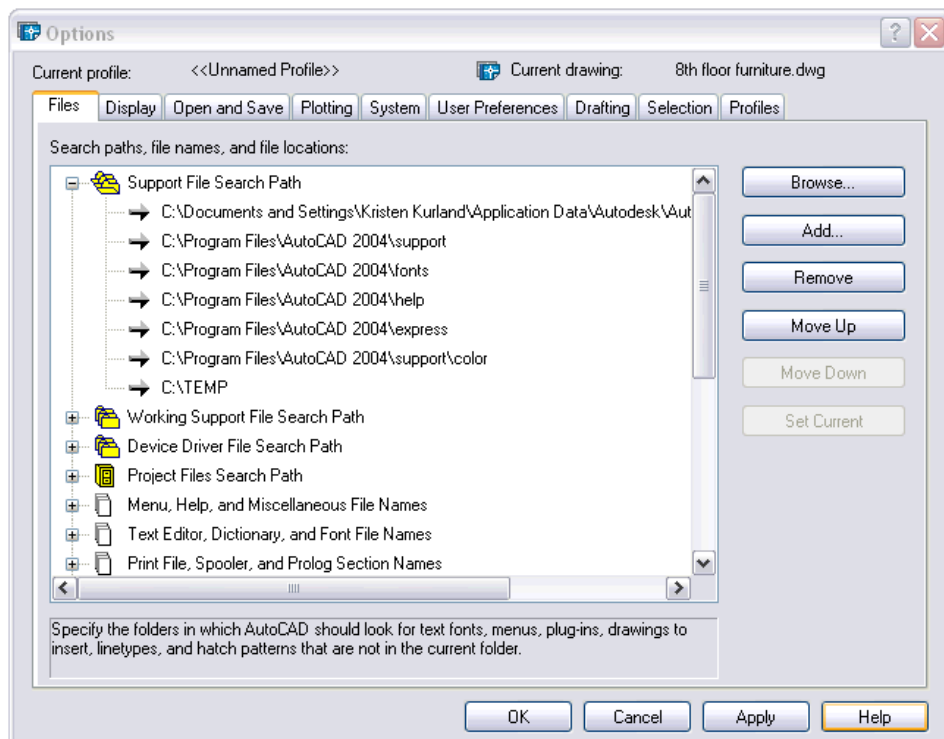 Options
Current profile: <<Unnamed Profile>> Current drawing: 8th floor furniture.dwg
Files Display Open and Save Plotting System User Preferences Drafting Selection Profiles
Search paths, file names, and file locations:
Support File Search Path
C:\Documents and Settings\Kristen Kurland\Application Data\Autodesk\Aut
C:\Program Files\AutoCAD 2004\support
C:\Program Files\AutoCAD 2004\fonts
C:\Program Files\AutoCAD 2004\help
C:\Program Files\AutoCAD 2004\express
C:\Program Files\AutoCAD 2004\support\color
C:\TEMP
Working Support File Search Path
Device Driver File Search Path
Project Files Search Path
Menu, Help, and Miscellaneous File Names
Text Editor, Dictionary, and Font File Names
Print File, Spooler, and Prolog Section Names
Browse...
Add...
Remove
Move Up
Move Down
Set Current
Specify the folders in which AutoCAD should look for text fonts, menus, plug-ins, drawings to
insert, linetypes, and hatch patterns that are not in the current folder.
OK Cancel Apply Help